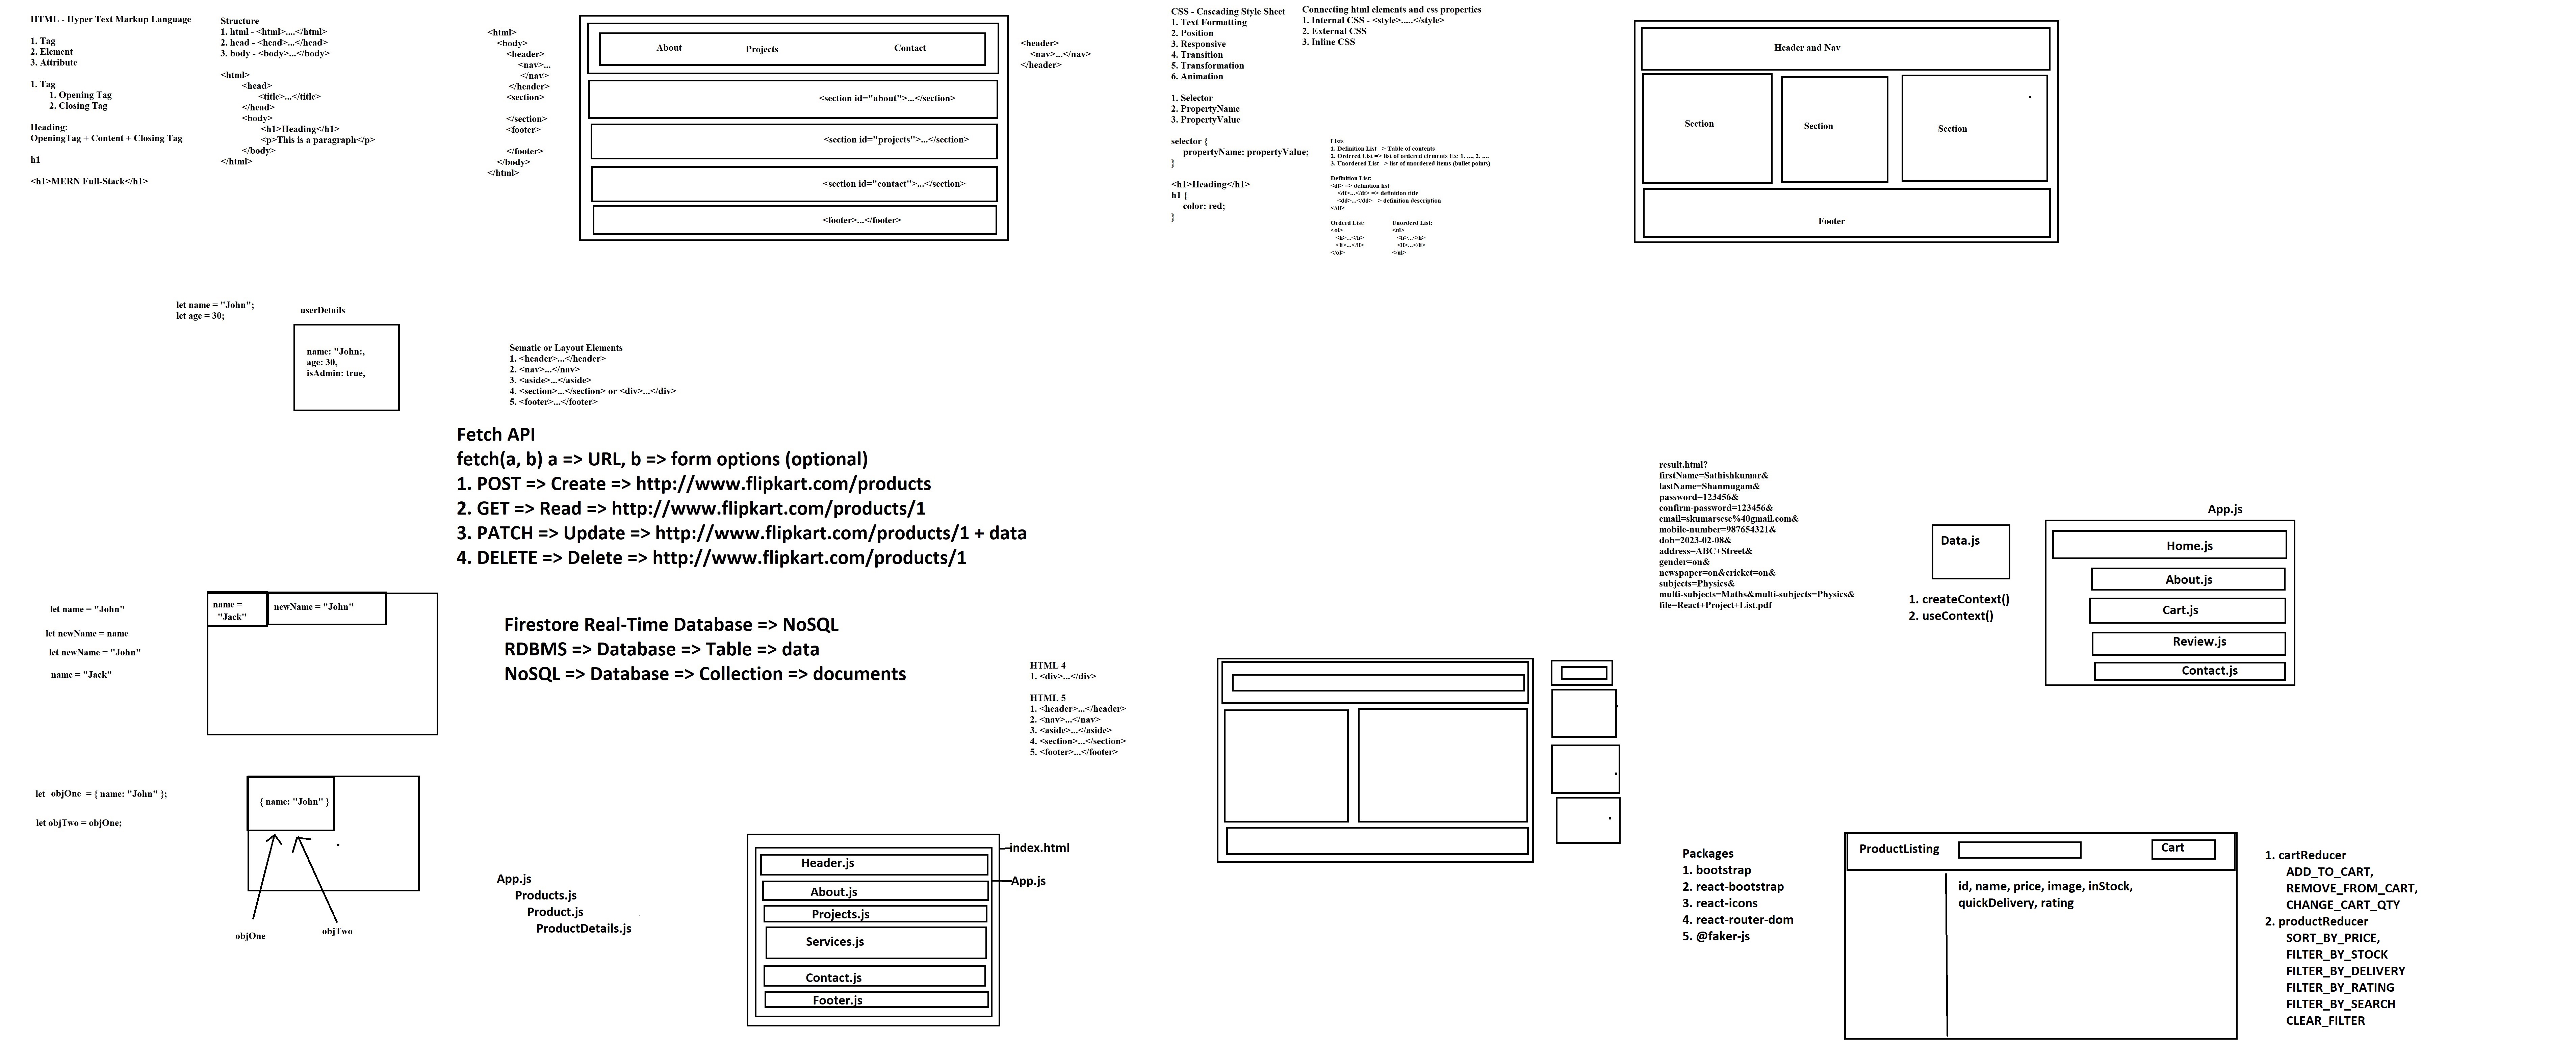 HTML - Hyper Text Markup Language
1. Tag
2. Element
3. Attribute
1. Tag
1. Opening Tag
2. Closing Tag
Heading:
OpeningTag + Content + Closing Tag
h1
<h1>MERN Full-Stack</h1>
Structure
1. html - <html>....</html>
2. head - <head>...</head>
3. body - <body>...</body>
<html>
<head>
<title>...</title>
</head>
<body>
<h1>Heading</h1>
<p>This is a paragraph</p>
</body>
</html>
<html>
<body>
<header>
<nav>...
</nav>
</header>
<section>
</section>
<footer>
</footer>
</body>
</html>
About
Projects
Contact
<section id="about">...</section>
<section id="projects">...</section>
<section id="contact">...</section>
<footer>...</footer>
<header>
<nav>...</nav>
</header>
CSS - Cascading Style Sheet
1. Text Formatting
2. Position
3. Responsive
4. Transition
5. Transformation
6. Animation
1. Selector
2. PropertyName
3. PropertyValue
selector {
propertyName: propertyValue;
}
<h1>Heading</h1>
h1 {
color: red;
}
Connecting html elements and css properties
1. Internal CSS - <style>.....</style>
2. External CSS
3. Inline CSS
Lists
1. Definition List => Table of contents
2. Ordered List => list of ordered elements Ex: 1. ..., 2. ....
3. Unordered List => list of unordered items (bullet points)
Definition List:
<dl> => definition list
<dt>...</dt> => definition title
<dd>...</dd> => definition description
</dl>
Orderd List:
<ol>
<li>...</li>
<li>...</li>
</ol>
Unorderd List:
<ul>
<li>...</li>
<li>...</li>
</ul>
Header and Nav
Section
Section
Section
Footer
let name = "John";
let age = 30;
userDetails
name: "John:,
age: 30,
isAdmin: true,
Sematic or Layout Elements
1. <header>...</header>
2. <nav>...</nav>
3. <aside>...</aside>
4. <section>...</section> or <div>...</div>
5. <footer>...</footer>
Fetch API
fetch(a, b) a => URL, b => form options (optional)
1. POST => Create => http://www.flipkart.com/products
2. GET => Read => http://www.flipkart.com/products/1
3. PATCH => Update => http://www.flipkart.com/products/1 + data
4. DELETE => Delete => http://www.flipkart.com/products/1
result.html?
firstName=Sathishkumar&
lastName=Shanmugam&
password=123456&
confirm-password=123456&
email=skumarscse%40gmail.com&
mobile-number=987654321&
dob=2023-02-08&
address=ABC+Street&
gender=on&
newspaper=on&cricket=on&
subjects=Physics&
multi-subjects=Maths&multi-subjects=Physics&
file=React+Project+List.pdf
Data.js
1. createContext()
2. useContext()
App.js
Home.js
About.js
Cart.js
Review.js
Contact.js
let name = "John"
let newName = name
let newName = "John"
name = "Jack"
name =
"Jack"
newName = "John"
Firestore Real-Time Database => NoSQL
RDBMS => Database => Table => data
NoSQL => Database => Collection => documents
HTML 4
1. <div>...</div>
HTML 5
1. <header>...</header>
2. <nav>...</nav>
3. <aside>...</aside>
4. <section>...</section>
5. <footer>...</footer>
let objOne = { name: "John" };
let objTwo = objOne;
{ name: "John" }
objOne
objTwo
App.js
Products.js
Product.js
ProductDetails.js
Header.js
About.js
Projects.js
Services.js
Contact.js
Footer.js
index.html
App.js
Packages
1. bootstrap
2. react-bootstrap
3. react-icons
4. react-router-dom
5. @faker-js
ProductListing
Cart
id, name, price, image, inStock,
quickDelivery, rating
1. cartReducer
ADD_TO_CART,
REMOVE_FROM_CART,
CHANGE_CART_QTY
2. productReducer
SORT_BY_PRICE,
FILTER_BY_STOCK
FILTER_BY_DELIVERY
FILTER_BY_RATING
FILTER_BY_SEARCH
CLEAR_FILTER